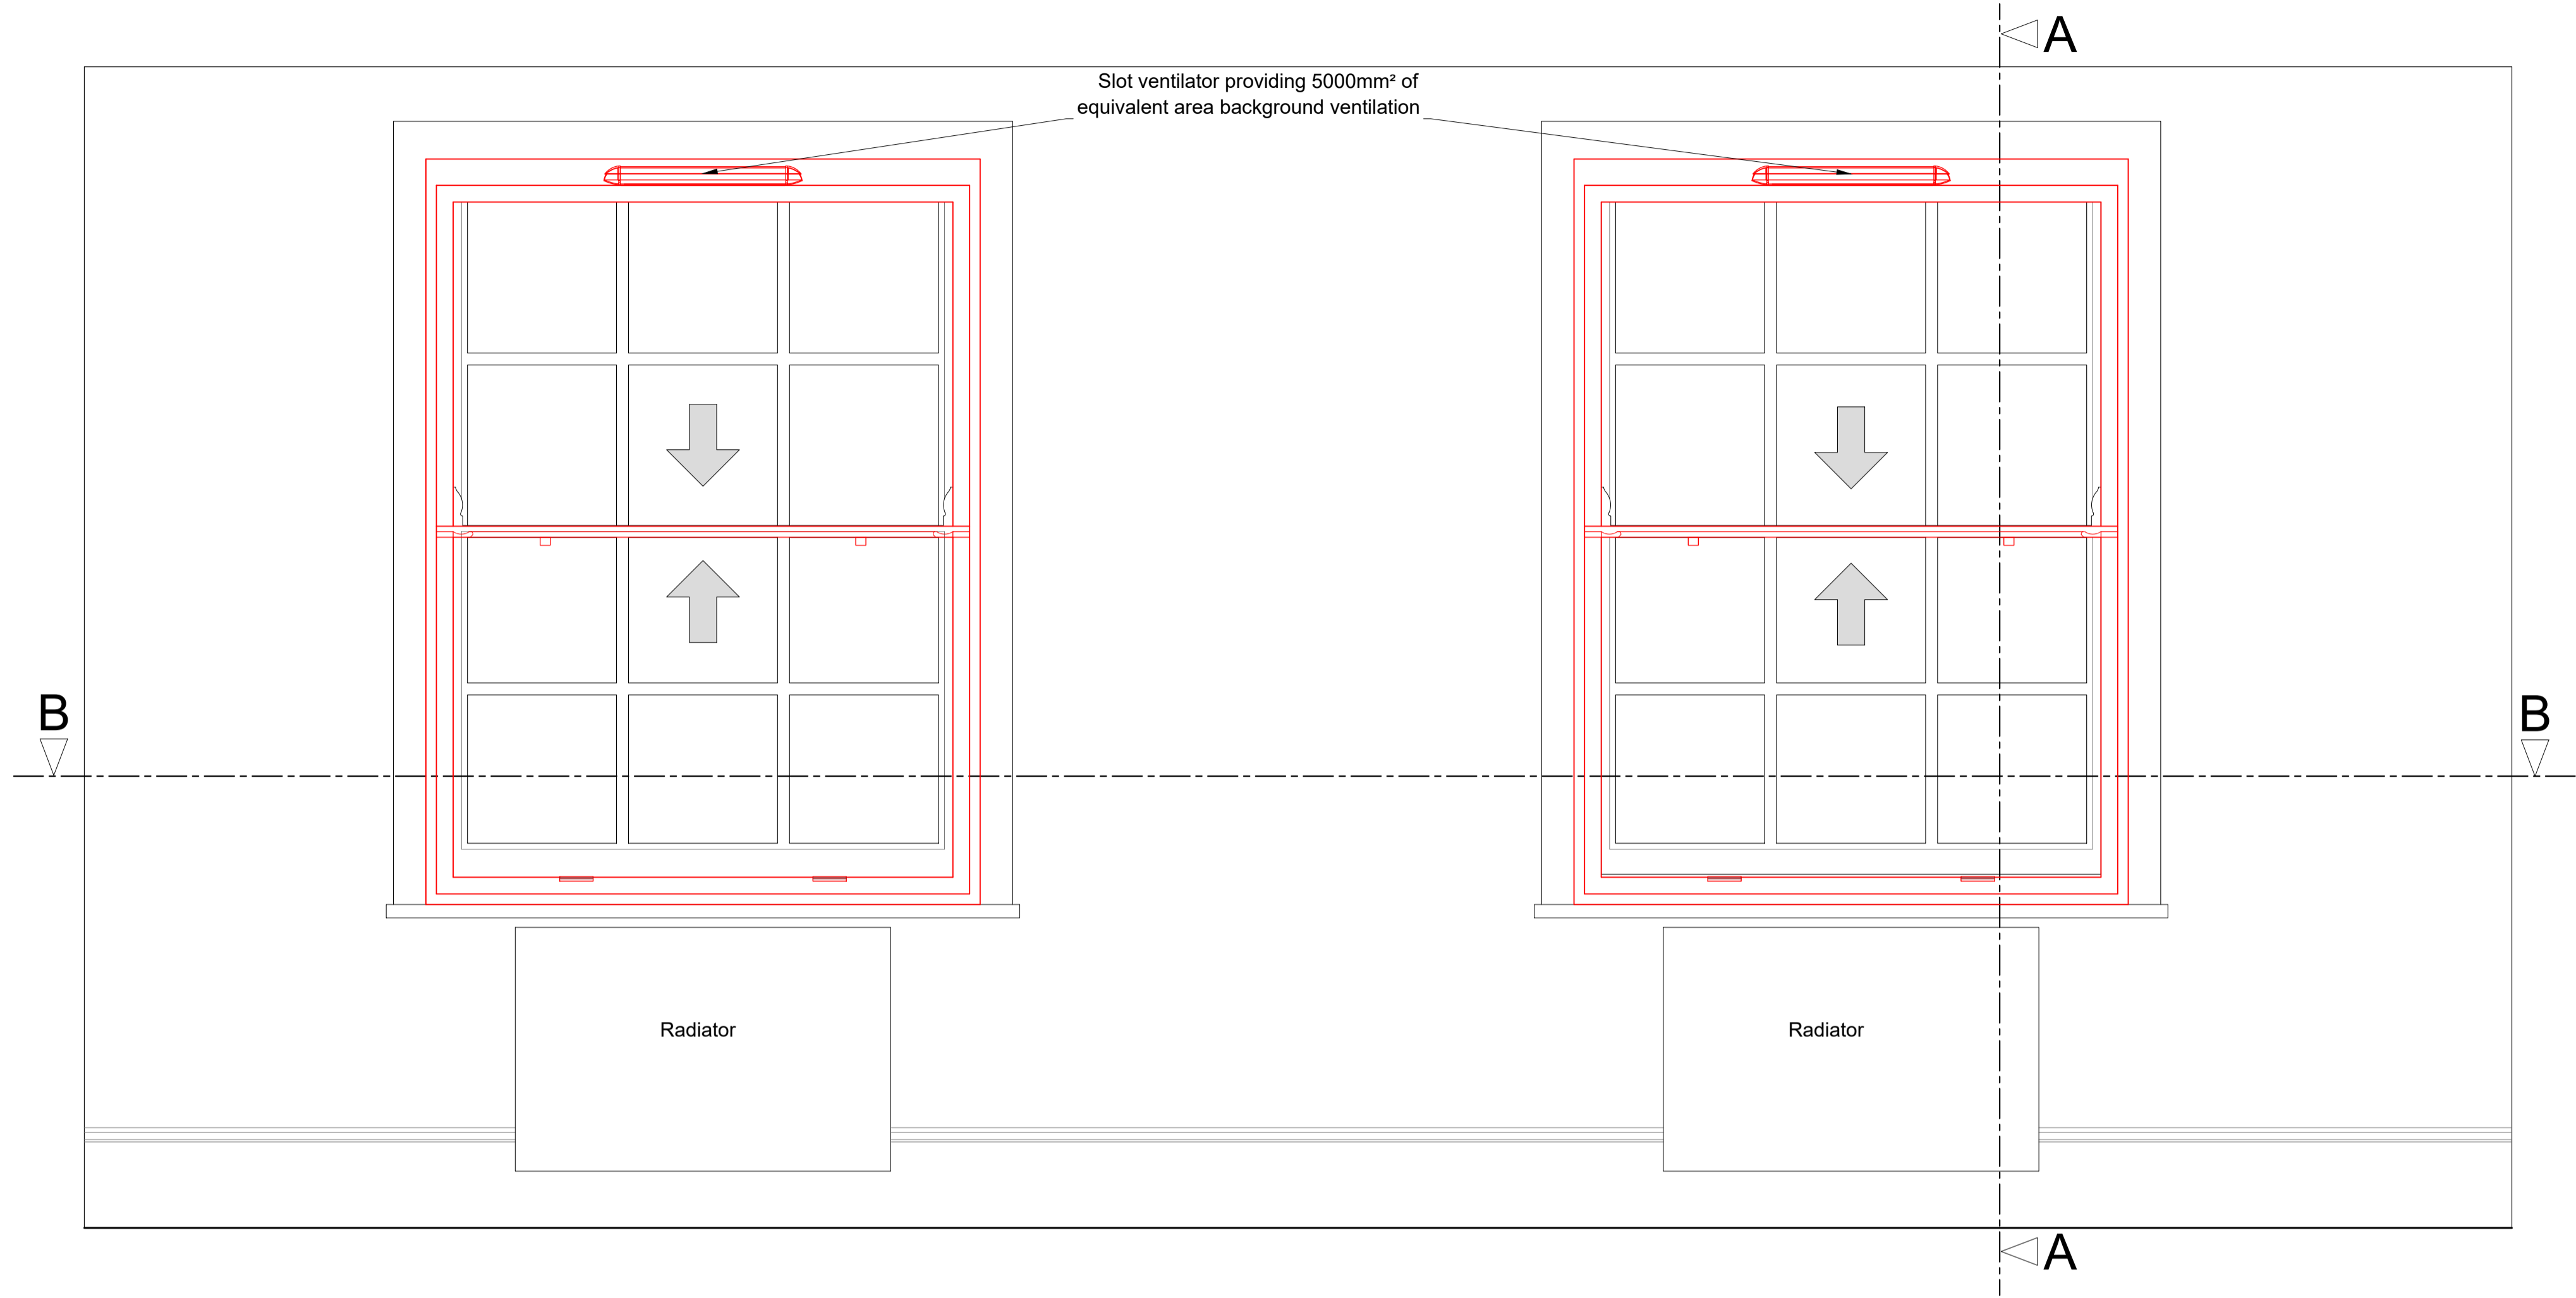 A
Slot ventilator providing 5000mm² of
equivalent area background ventilation
B
B
Radiator
Radiator
A